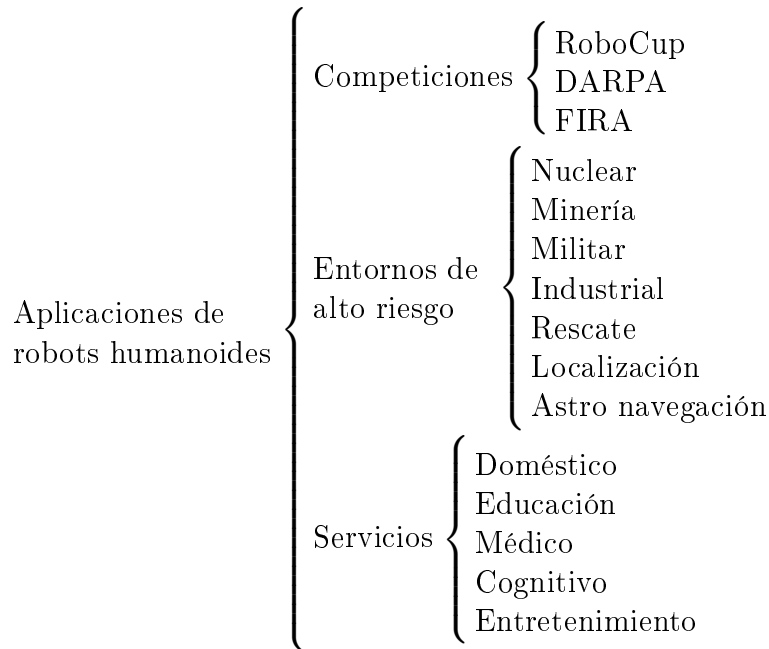 Aplicaciones de
robots humanoides
Competiciones
RoboCup
DARPA
FIRA
Entornos de
alto riesgo
Nuclear
Minería
Militar
Industrial
Rescate
Localización
Astro navegación
Servicios
Doméstico
Educación
Médico
Cognitivo
Entretenimiento